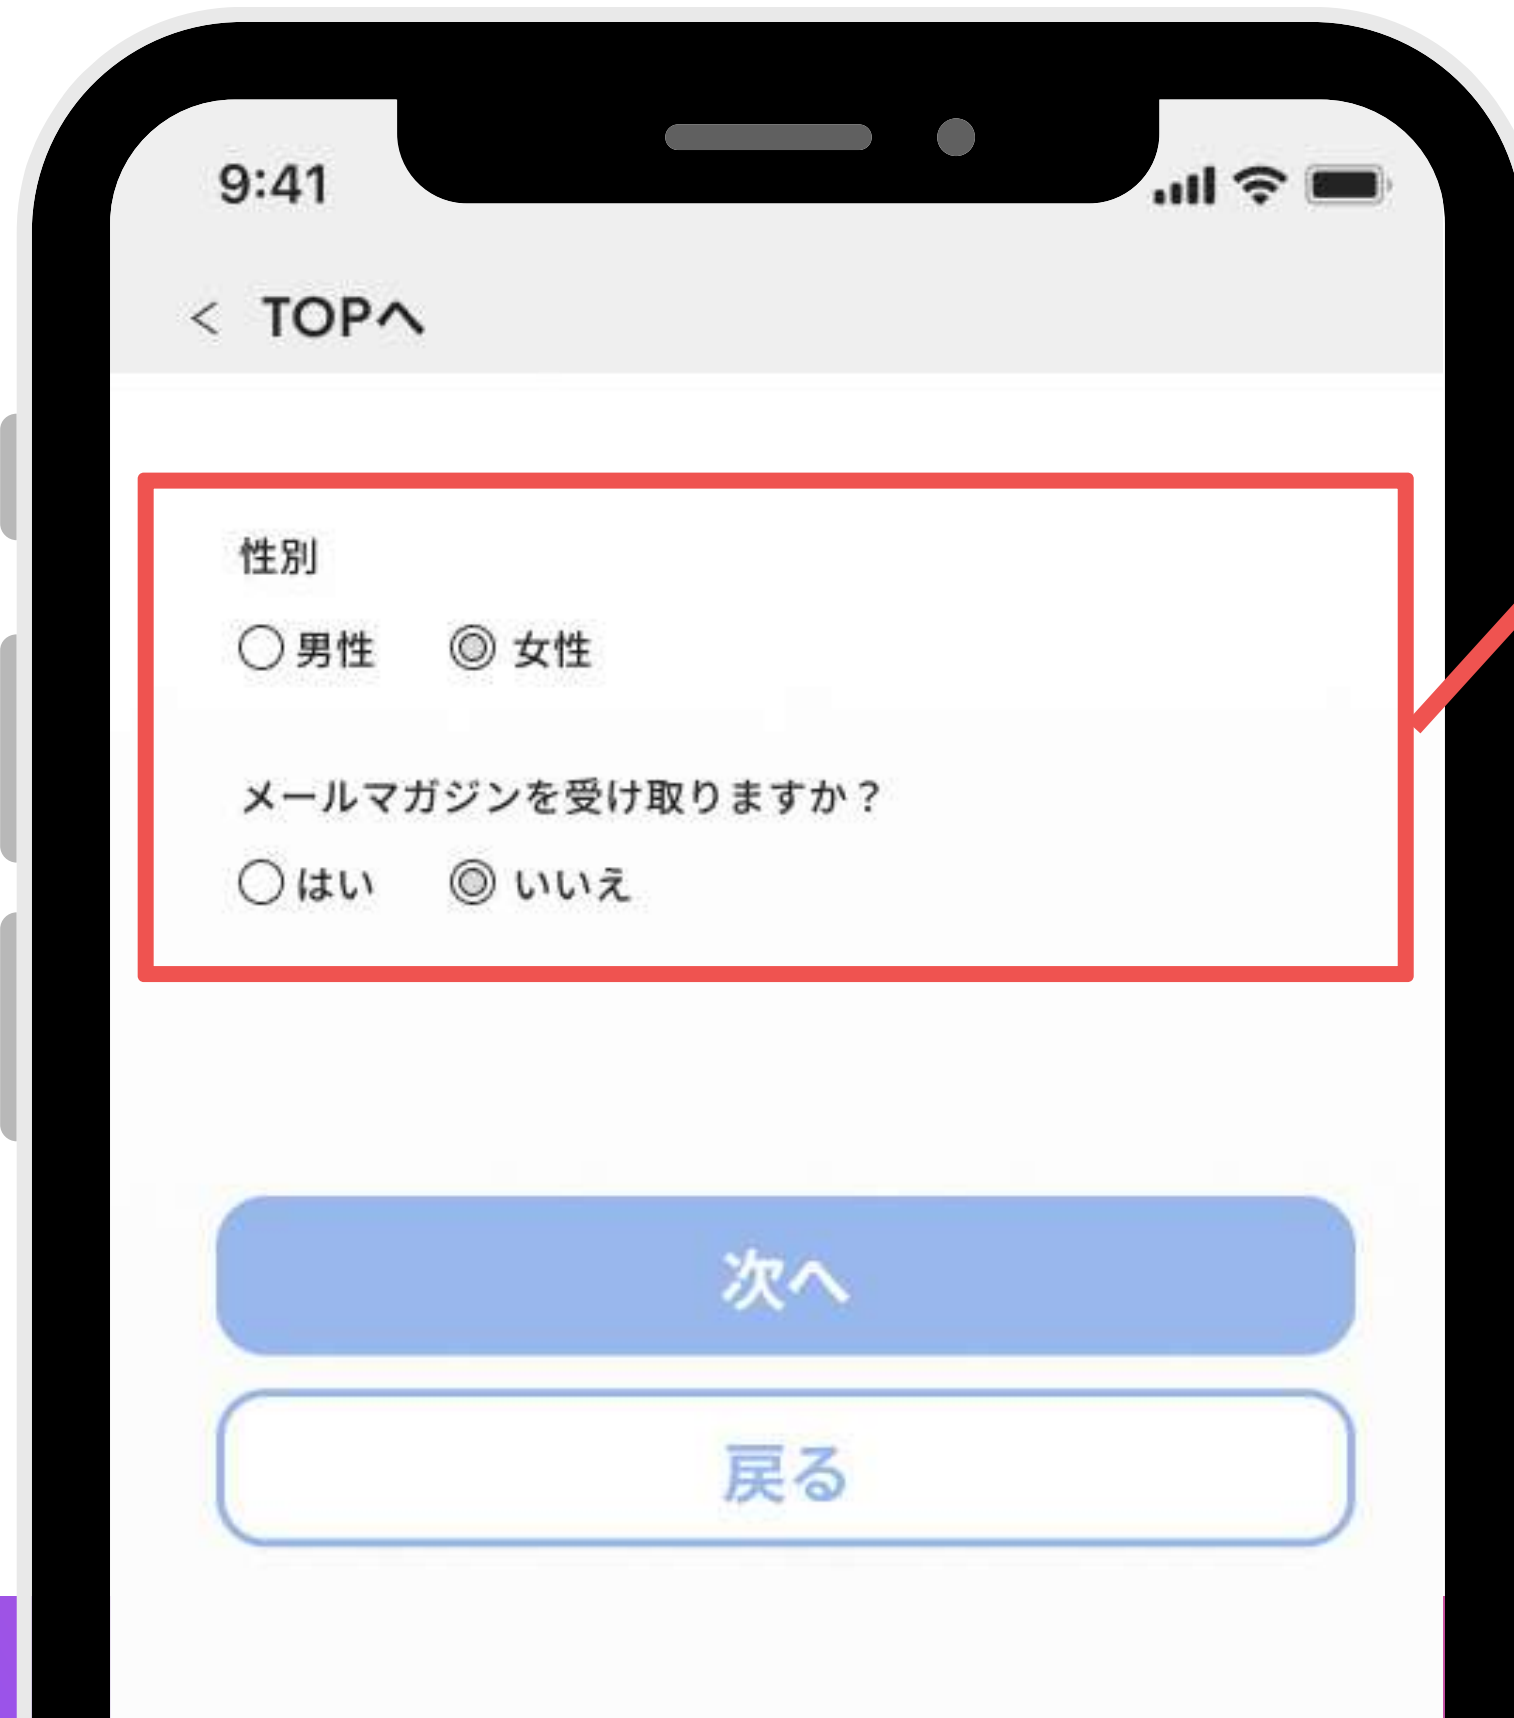 9:41
< TOPへ
性別
男性 女性
メールマガジンを受け取りますか？
はい いいえ
次へ
戻る